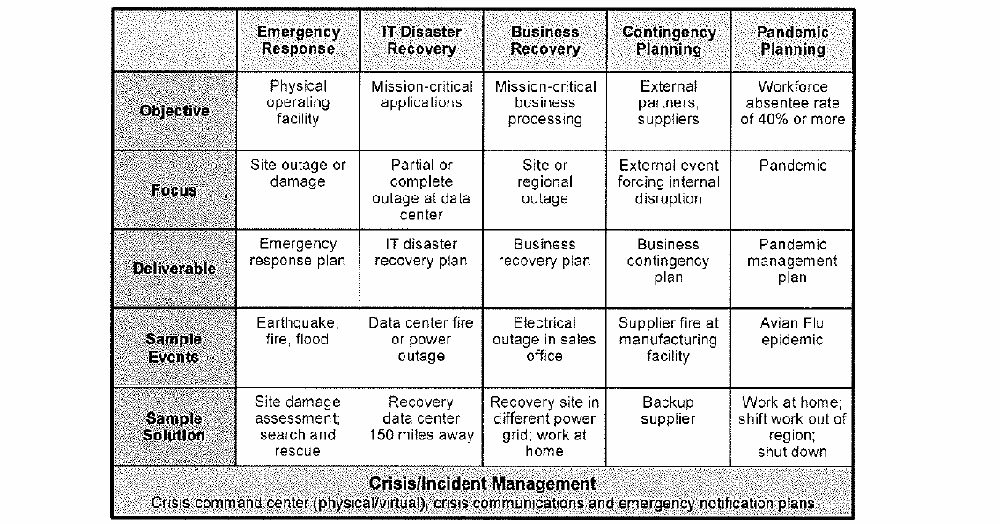 Emergency Response
IT Disaster Recovery
Business Recovery
Contingency Planning
Pandemic Planning
Objective
Physical operating facility
Mission-critical applications
Mission-critical business processing
External partners, suppliers
Workforce absentee rate of 40% or more
Focus
Site outage or damage
Partial or complete outage at data center
Site or regional outage
External event forcing internal disruption
Pandemic
Deliverable
Emergency response plan
IT disaster recovery plan
Business recovery plan
Business contingency plan
Pandemic management plan
Sample Events
Earthquake, fire, flood
Data center fire or power outage
Electrical outage in sales office
Supplier fire at manufacturing facility
Avian Flu epidemic
Sample Solution
Site damage assessment; search and rescue
Recovery data center 150 miles away
Recovery site in different power grid; work at home
Backup supplier
Work at home; shift work out of region; shut down
Crisis/Incident Management
Crisis command center (physical/virtual), crisis communications and emergency notification plans